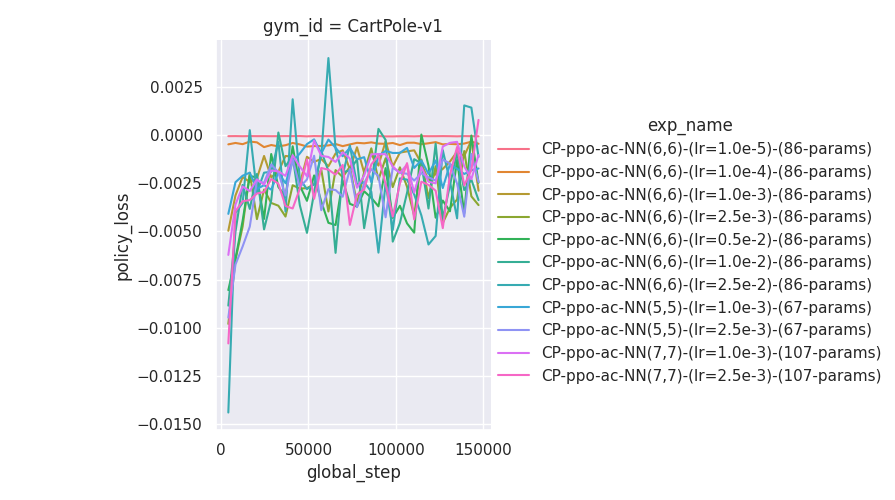 gym_id = CartPole-v1
0.0025
0.0000
−0.0025
−0.0050
−0.0075
−0.0100
−0.0125
−0.0150
policy_loss
0
50000
100000
150000
global_step
exp_name
CP-ppo-ac-NN(6,6)-(lr=1.0e-5)-(86-params)
CP-ppo-ac-NN(6,6)-(lr=1.0e-4)-(86-params)
CP-ppo-ac-NN(6,6)-(lr=1.0e-3)-(86-params)
CP-ppo-ac-NN(6,6)-(lr=2.5e-3)-(86-params)
CP-ppo-ac-NN(6,6)-(lr=0.5e-2)-(86-params)
CP-ppo-ac-NN(6,6)-(lr=1.0e-2)-(86-params)
CP-ppo-ac-NN(6,6)-(lr=2.5e-2)-(86-params)
CP-ppo-ac-NN(5,5)-(lr=1.0e-3)-(67-params)
CP-ppo-ac-NN(5,5)-(lr=2.5e-3)-(67-params)
CP-ppo-ac-NN(7,7)-(lr=1.0e-3)-(107-params)
CP-ppo-ac-NN(7,7)-(lr=2.5e-3)-(107-params)